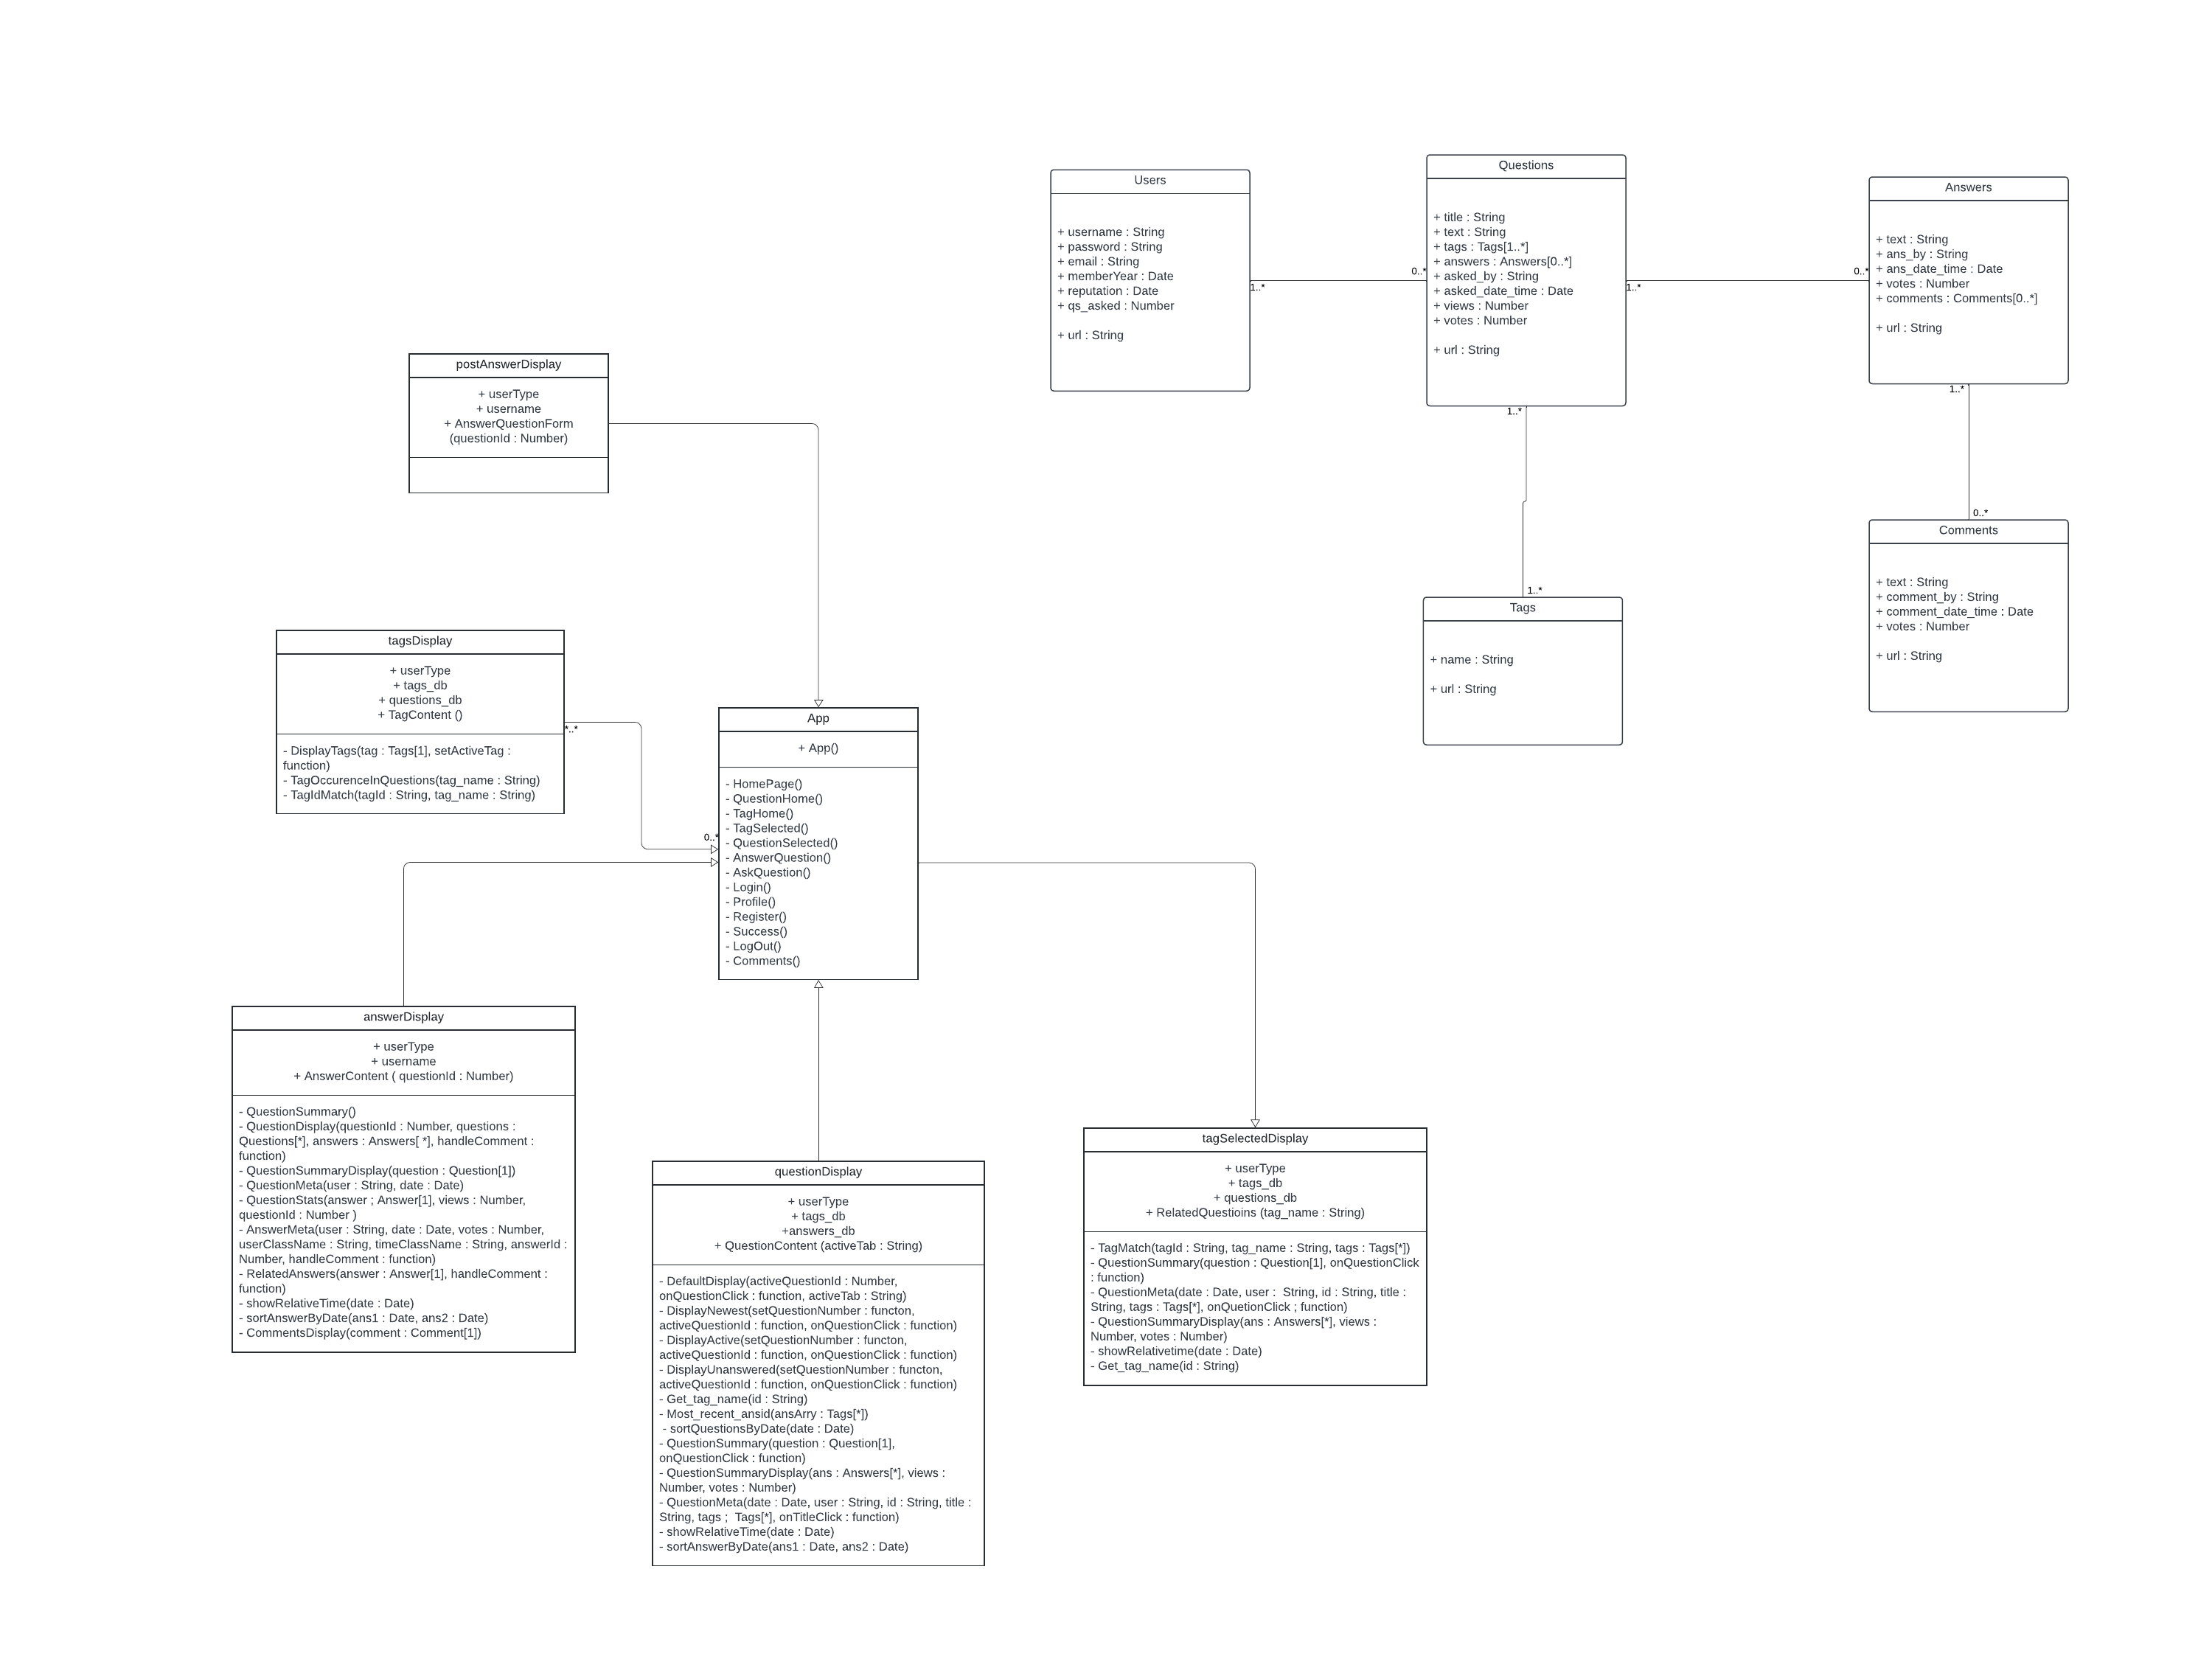 Users
+ username : String
+ password : String
+ email : String
+ memberYear : Date
+ reputation : Date
+ qs_asked : Number
+ url : String
1..*
0..*
Questions
+ title : String
+ text : String
+ tags : Tags[1..*]
+ answers : Answers[0..*]
+ asked_by : String
+ asked_date_time : Date
+ views : Number
+ votes : Number
+ url : String
1..*
0..*
Answers
+ text : String
+ ans_by : String
+ ans_date_time : Date
+ votes : Number
+ comments : Comments[0..*]
+ url : String
1..*
1..*
0..*
Comments
+ text : String
+ comment_by : String
+ comment_date_time : Date
+ votes : Number
+ url : String
1..*
Tags
+ name : String
+ url : String
postAnswerDisplay
+ userType
+ username
+ AnswerQuestionForm
(questionId : Number)
tagsDisplay
+ userType
+ tags_db
+ questions_db
+ TagContent ()
- DisplayTags(tag : Tags[1], setActiveTag :
function)
- TagOccurenceInQuestions(tag_name : String)
- TagIdMatch(tagId : String, tag_name : String)
*..*
0..*
App
+ App()
- HomePage()
- QuestionHome()
- TagHome()
- TagSelected()
- QuestionSelected()
- AnswerQuestion()
- AskQuestion()
- Login()
- Profile()
- Register()
- Success()
- LogOut()
- Comments()
answerDisplay
+ userType
+ username
+ AnswerContent ( questionId : Number)
- QuestionSummary()
- QuestionDisplay(questionId : Number, questions :
Questions[*], answers : Answers[ *], handleComment :
function)
- QuestionSummaryDisplay(question : Question[1])
- QuestionMeta(user : String, date : Date)
- QuestionStats(answer ; Answer[1], views : Number,
questionId : Number )
- AnswerMeta(user : String, date : Date, votes : Number,
userClassName : String, timeClassName : String, answerId :
Number, handleComment : function)
- RelatedAnswers(answer : Answer[1], handleComment :
function)
- showRelativeTime(date : Date)
- sortAnswerByDate(ans1 : Date, ans2 : Date)
- CommentsDisplay(comment : Comment[1])
questionDisplay
+ userType
+ tags_db
+answers_db
+ QuestionContent (activeTab : String)
- DefaultDisplay(activeQuestionId : Number,
onQuestionClick : function, activeTab : String)
- DisplayNewest(setQuestionNumber : functon,
activeQuestionId : function, onQuestionClick : function)
- DisplayActive(setQuestionNumber : functon,
activeQuestionId : function, onQuestionClick : function)
- DisplayUnanswered(setQuestionNumber : functon,
activeQuestionId : function, onQuestionClick : function)
- Get_tag_name(id : String)
- Most_recent_ansid(ansArry : Tags[*])
- sortQuestionsByDate(date : Date)
- QuestionSummary(question : Question[1],
onQuestionClick : function)
- QuestionSummaryDisplay(ans : Answers[*], views :
Number, votes : Number)
- QuestionMeta(date : Date, user : String, id : String, title :
String, tags ; Tags[*], onTitleClick : function)
- showRelativeTime(date : Date)
- sortAnswerByDate(ans1 : Date, ans2 : Date)
tagSelectedDisplay
+ userType
+ tags_db
+ questions_db
+ RelatedQuestioins (tag_name : String)
- TagMatch(tagId : String, tag_name : String, tags : Tags[*])
- QuestionSummary(question : Question[1], onQuestionClick
: function)
- QuestionMeta(date : Date, user : String, id : String, title :
String, tags : Tags[*], onQuetionClick ; function)
- QuestionSummaryDisplay(ans : Answers[*], views :
Number, votes : Number)
- showRelativetime(date : Date)
- Get_tag_name(id : String)